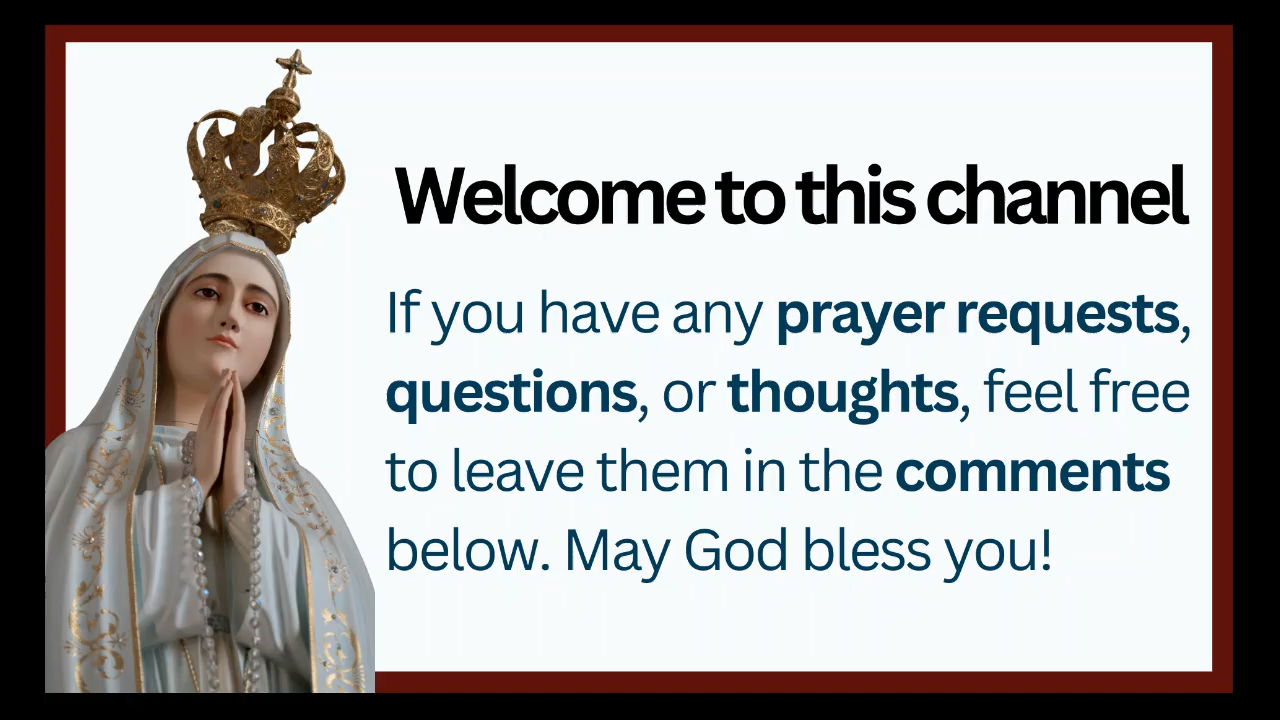 Welcome to this channel
If you have any prayer requests,
questions, or thoughts, feel free
to leave them in the comments
below. May God bless you!